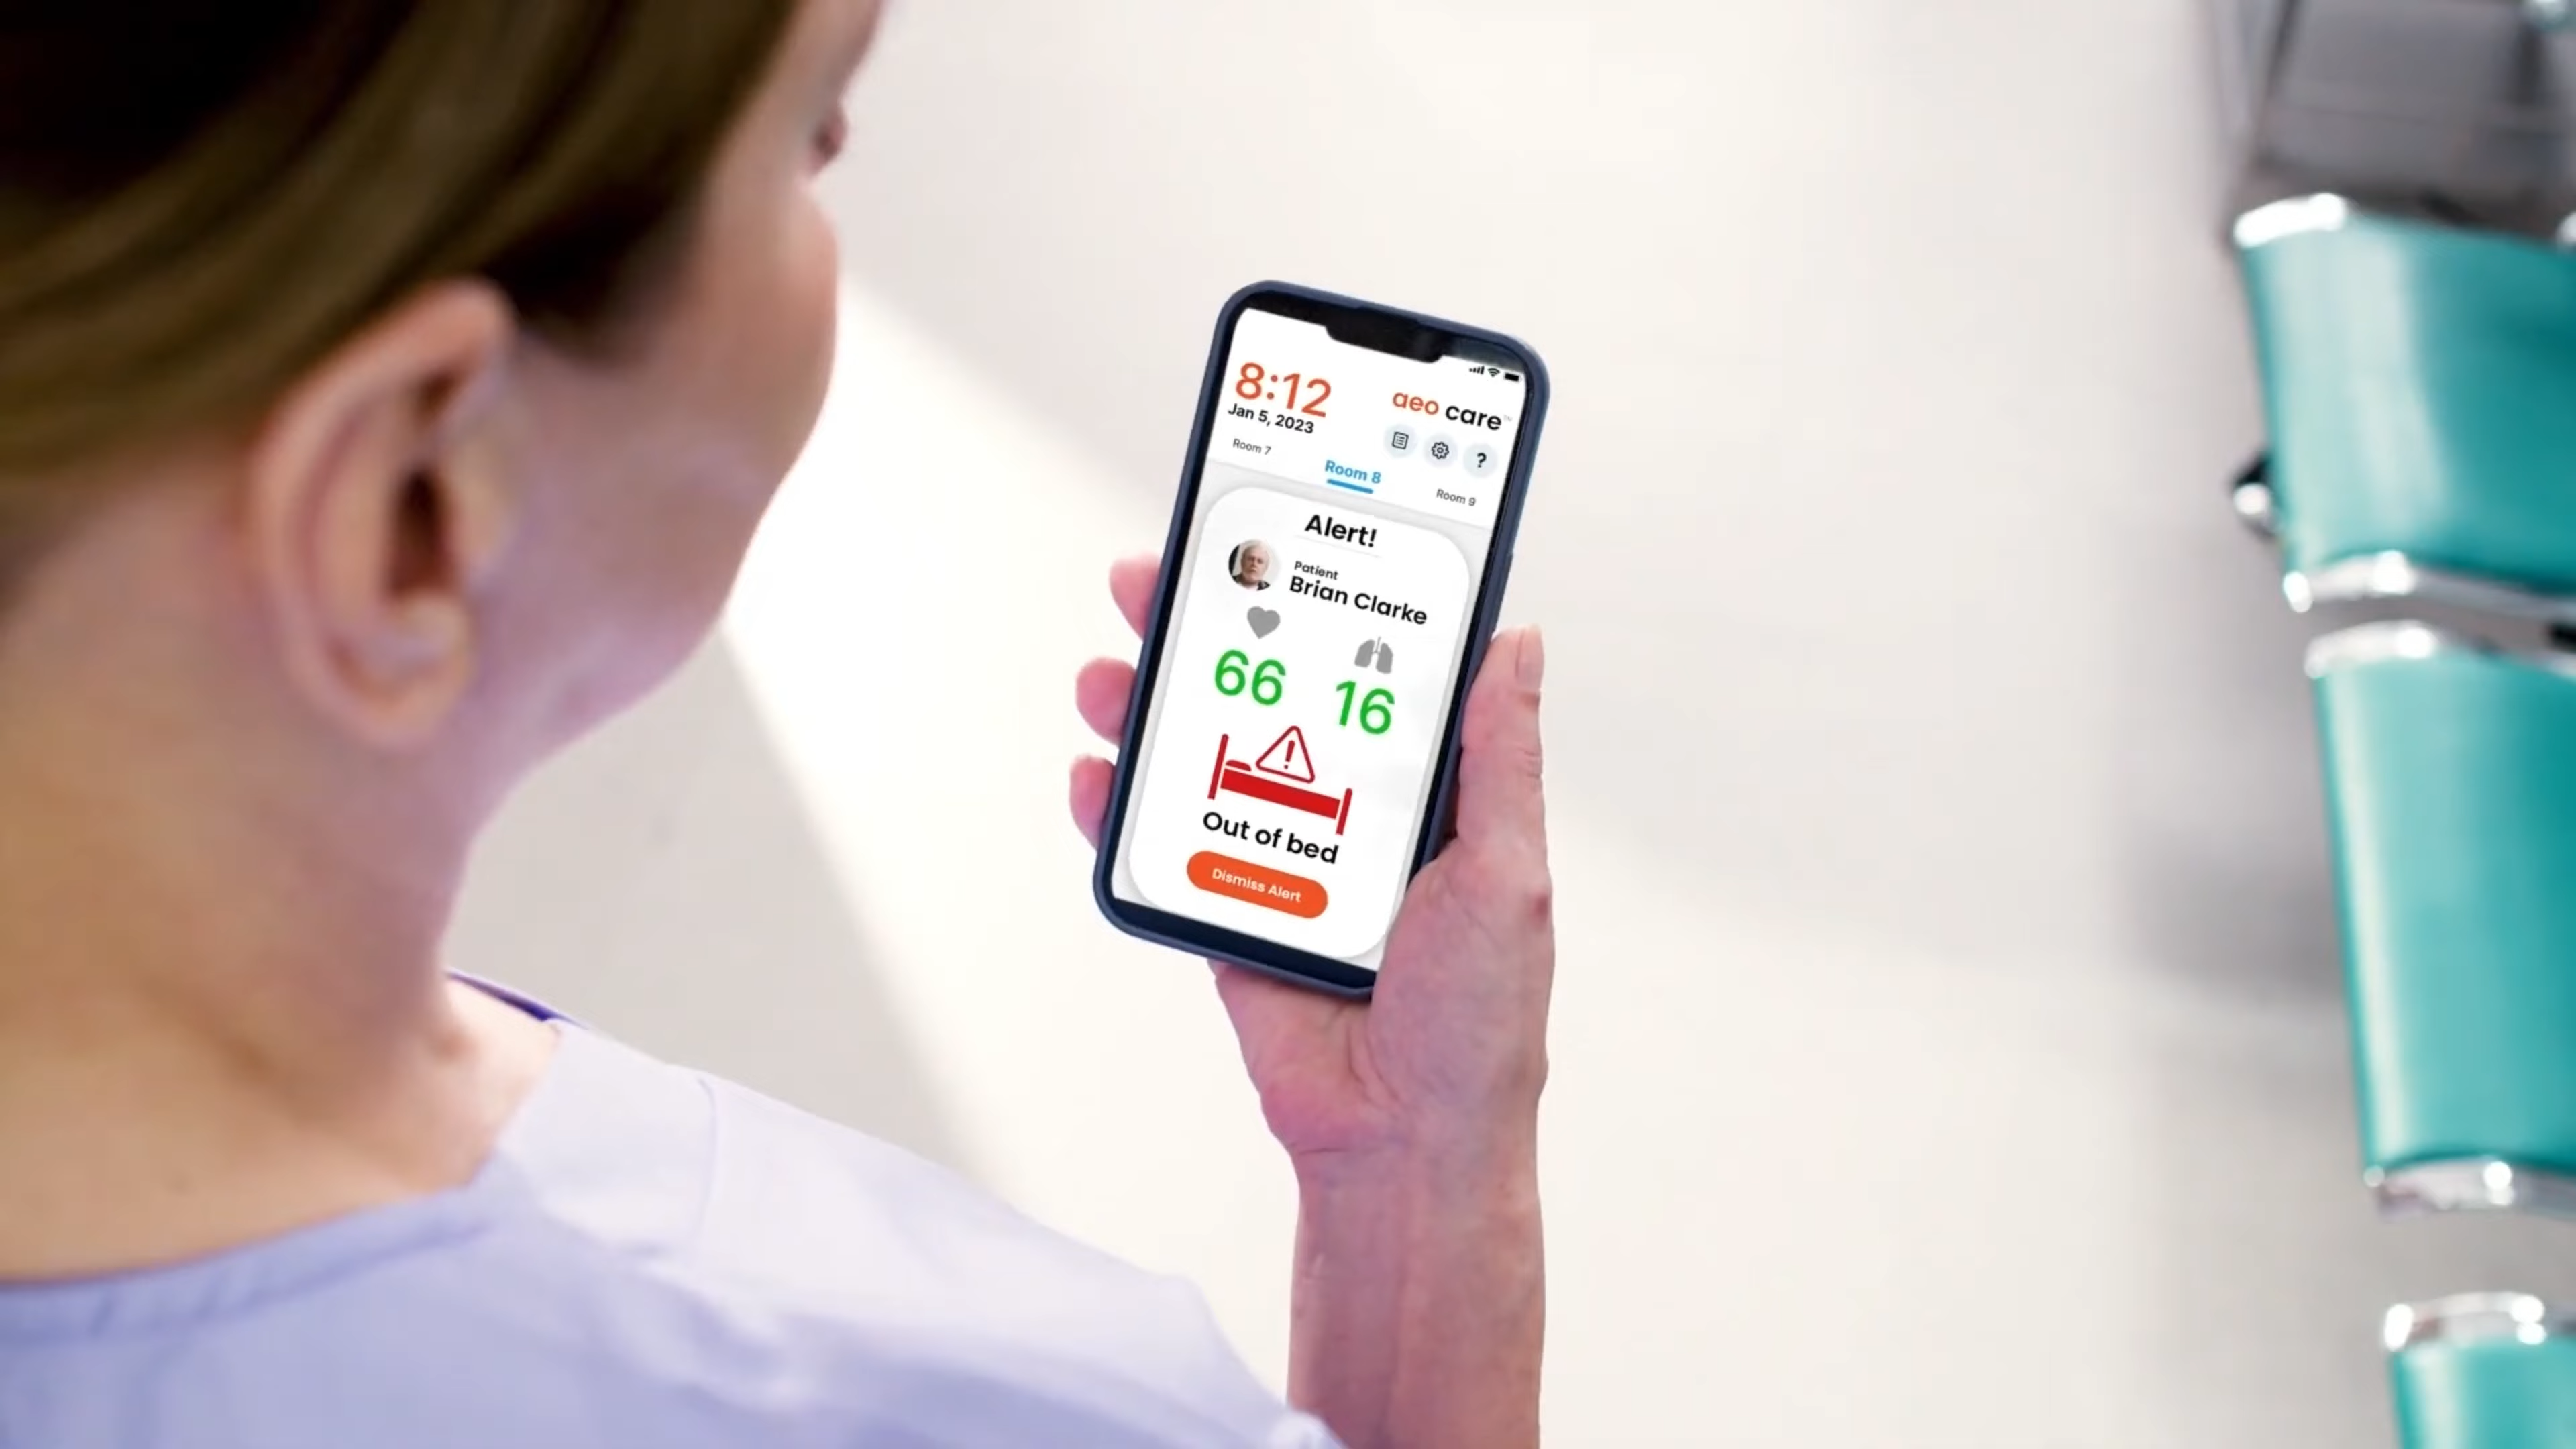 8:12
Jan 5, 2023
aeo care™
?
Room 7
Room 8
Room 9
Alert!
Patient
Brian Clarke
66
16
!
Out of bed
Dismiss Alert